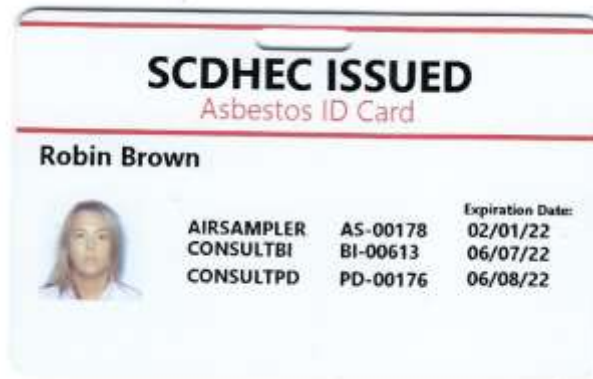 SCDHEC ISSUED
Asbestos ID Card
Robin Brown
Expiration Date:
AIRSAMPLER AS-00178 02/01/22
CONSULTBI BI-00613 06/07/22
CONSULTPD PD-00176 06/08/22